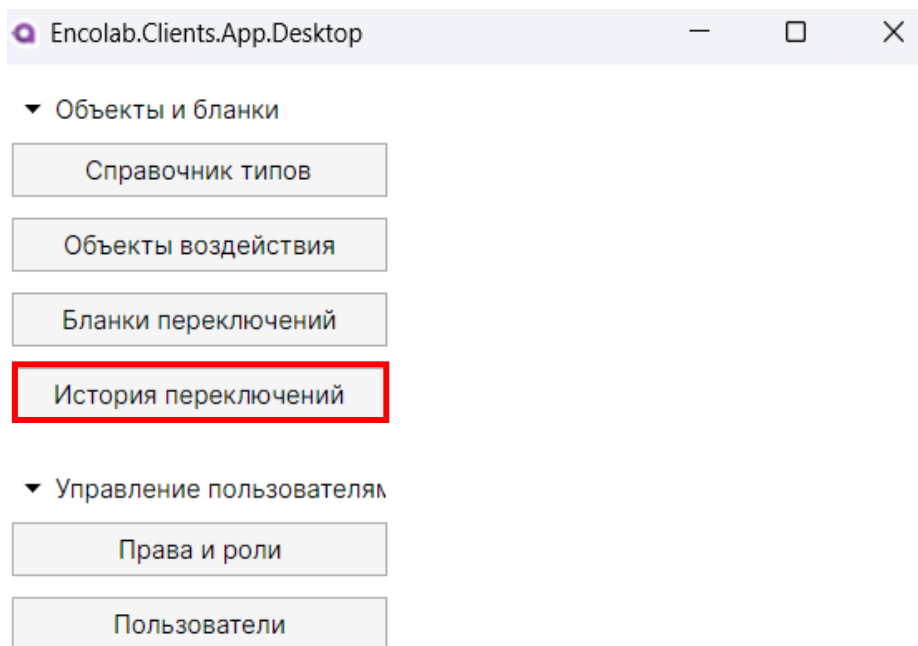 Encolab.Clients.App.Desktop
Объекты и бланки
Справочник типов
Объекты воздействия
Бланки переключений
История переключений
Управление пользователям
Права и роли
Пользователи